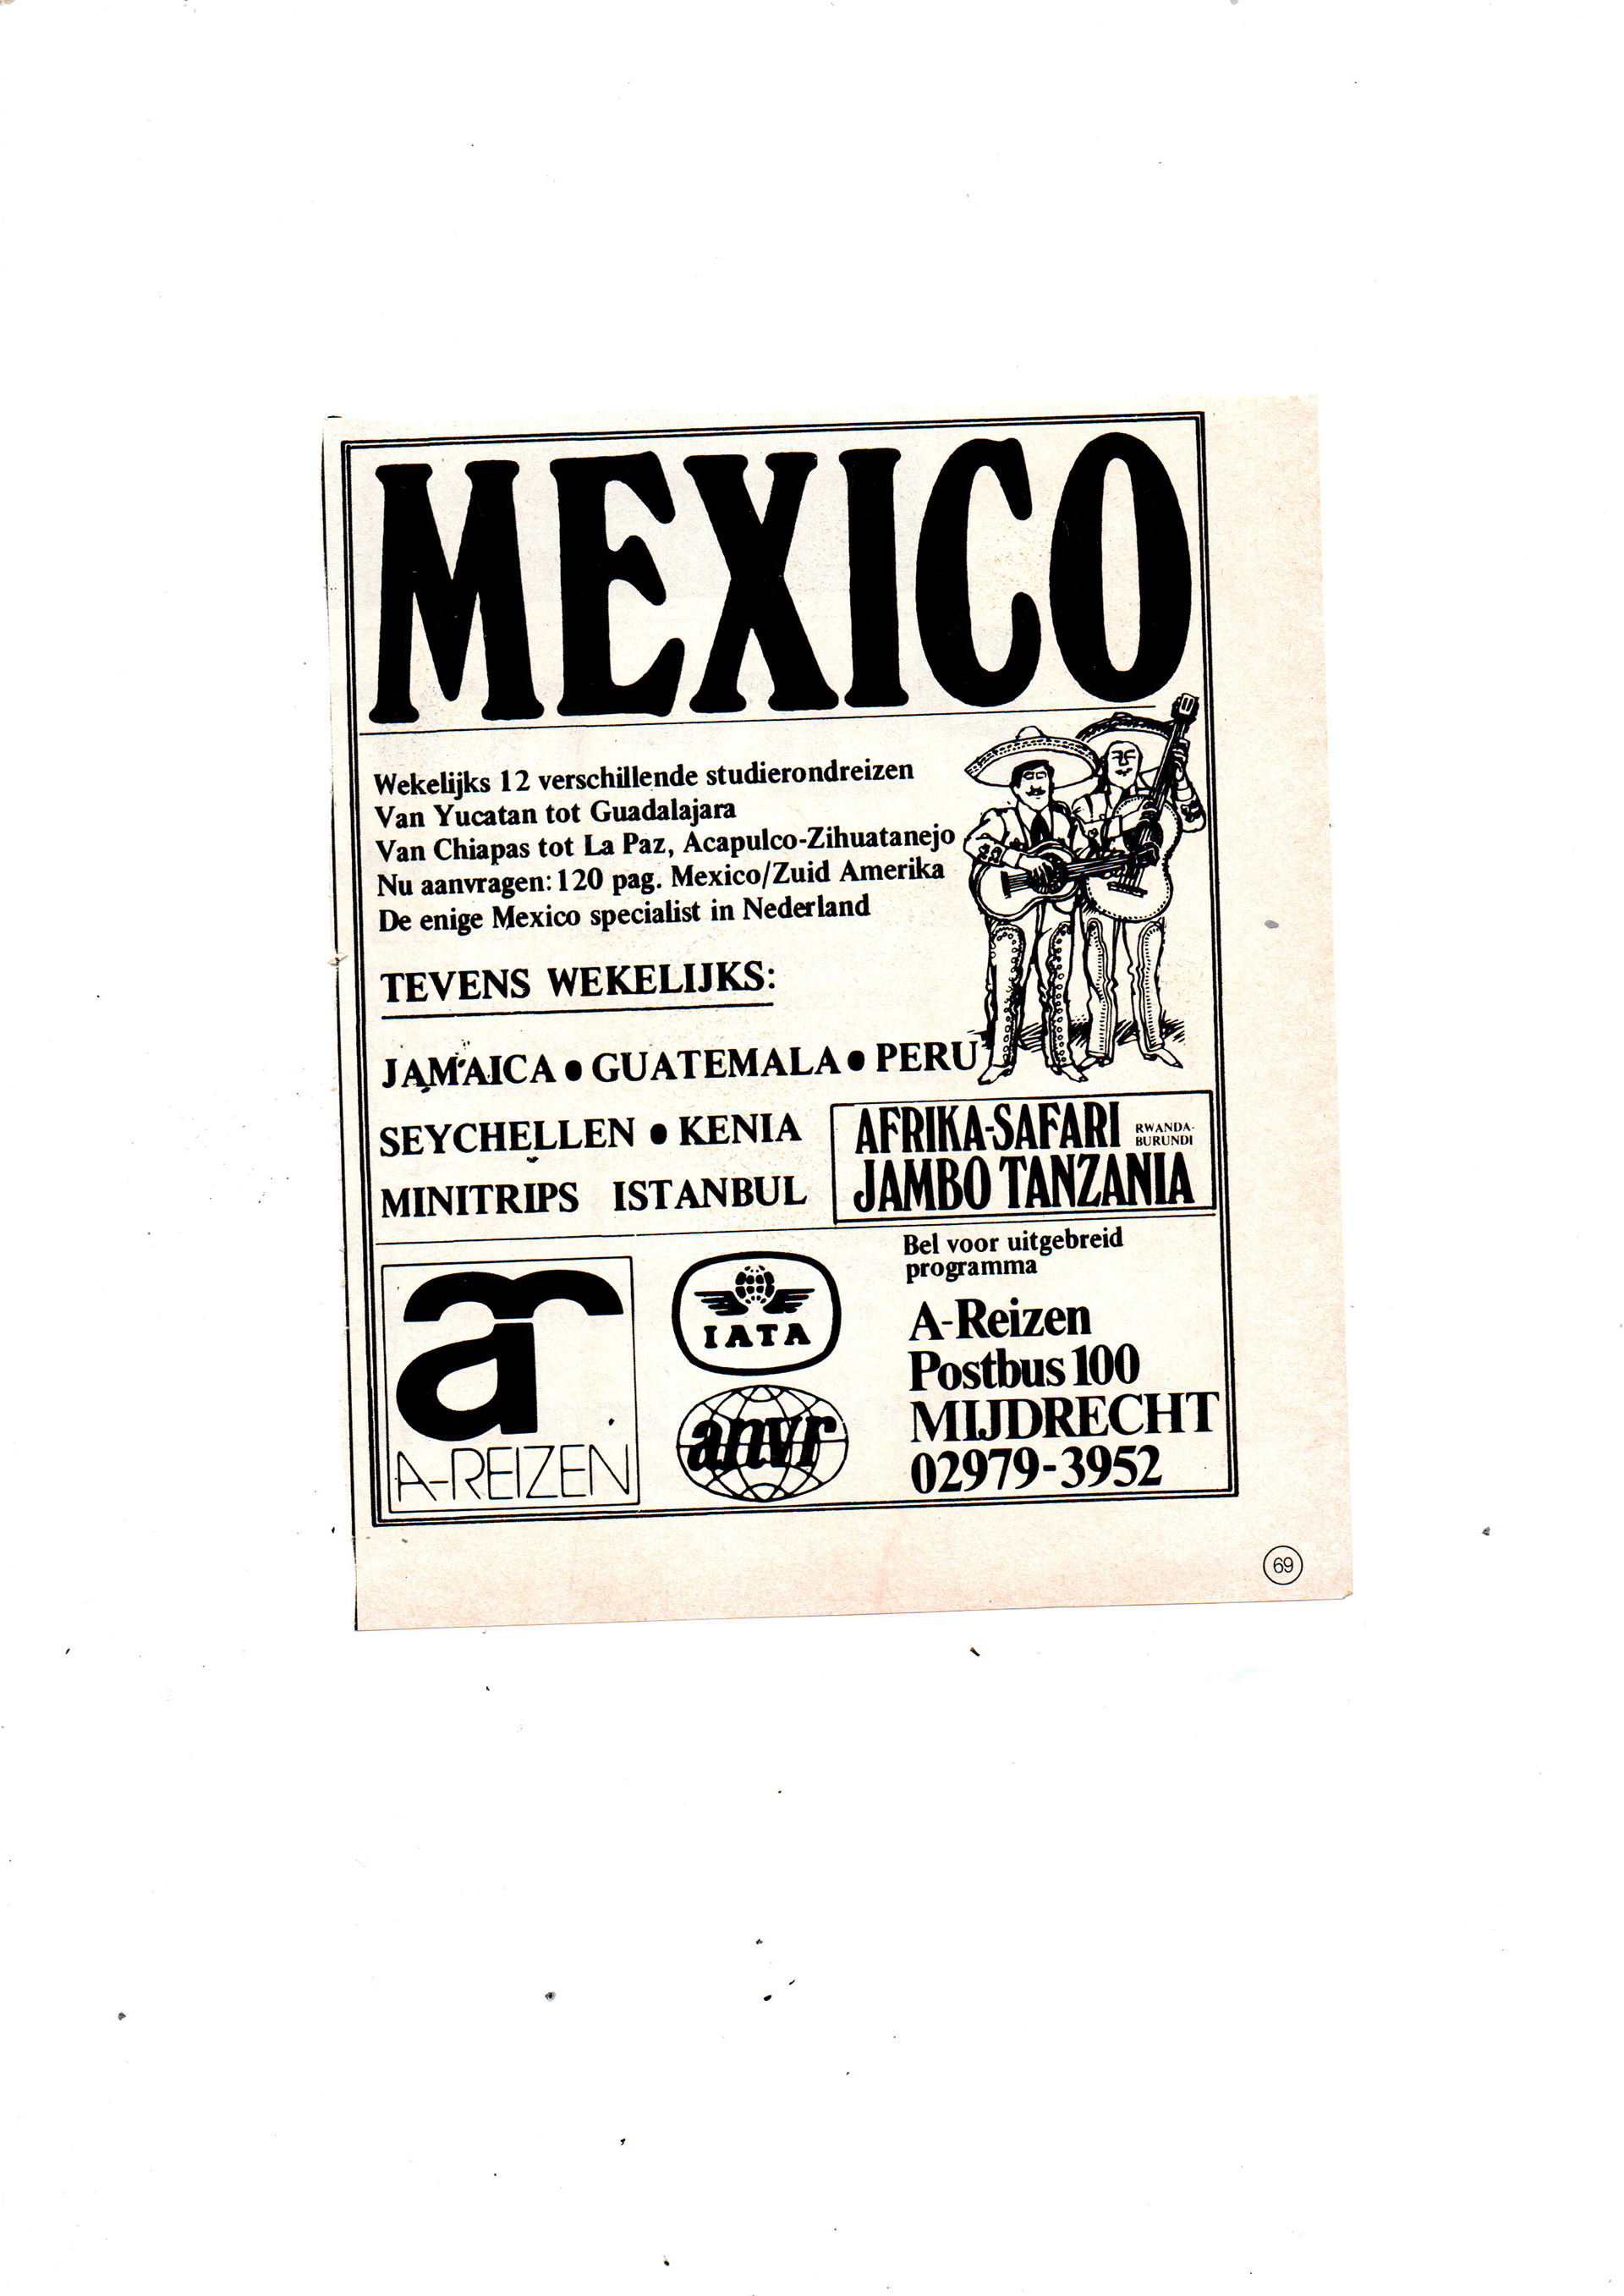 MEXICO
Wekelijks 12 verschillende studierondreizen
Van Yucatan tot Guadalajara
Van Chiapas tot La Paz, Acapulco-Zihuatanejo
Nu aanvragen: 120 pag. Mexico/Zuid Amerika
De enige Mexico specialist in Nederland
TEVENS WEKELIJKS:
JAMAICA ● GUATEMALA ● PERU
SEYCHELLEN ● KENIA
MINITRIPS ISTANBUL
AFRIKA-SAFARI RWANDA-
BURUNDI
JAMBO TANZANIA
ar
A-REIZEN
IATA
anvr
Bel voor uitgebreid
programma
A-Reizen
Postbus 100
MIJDRECHT
02979-3952
69